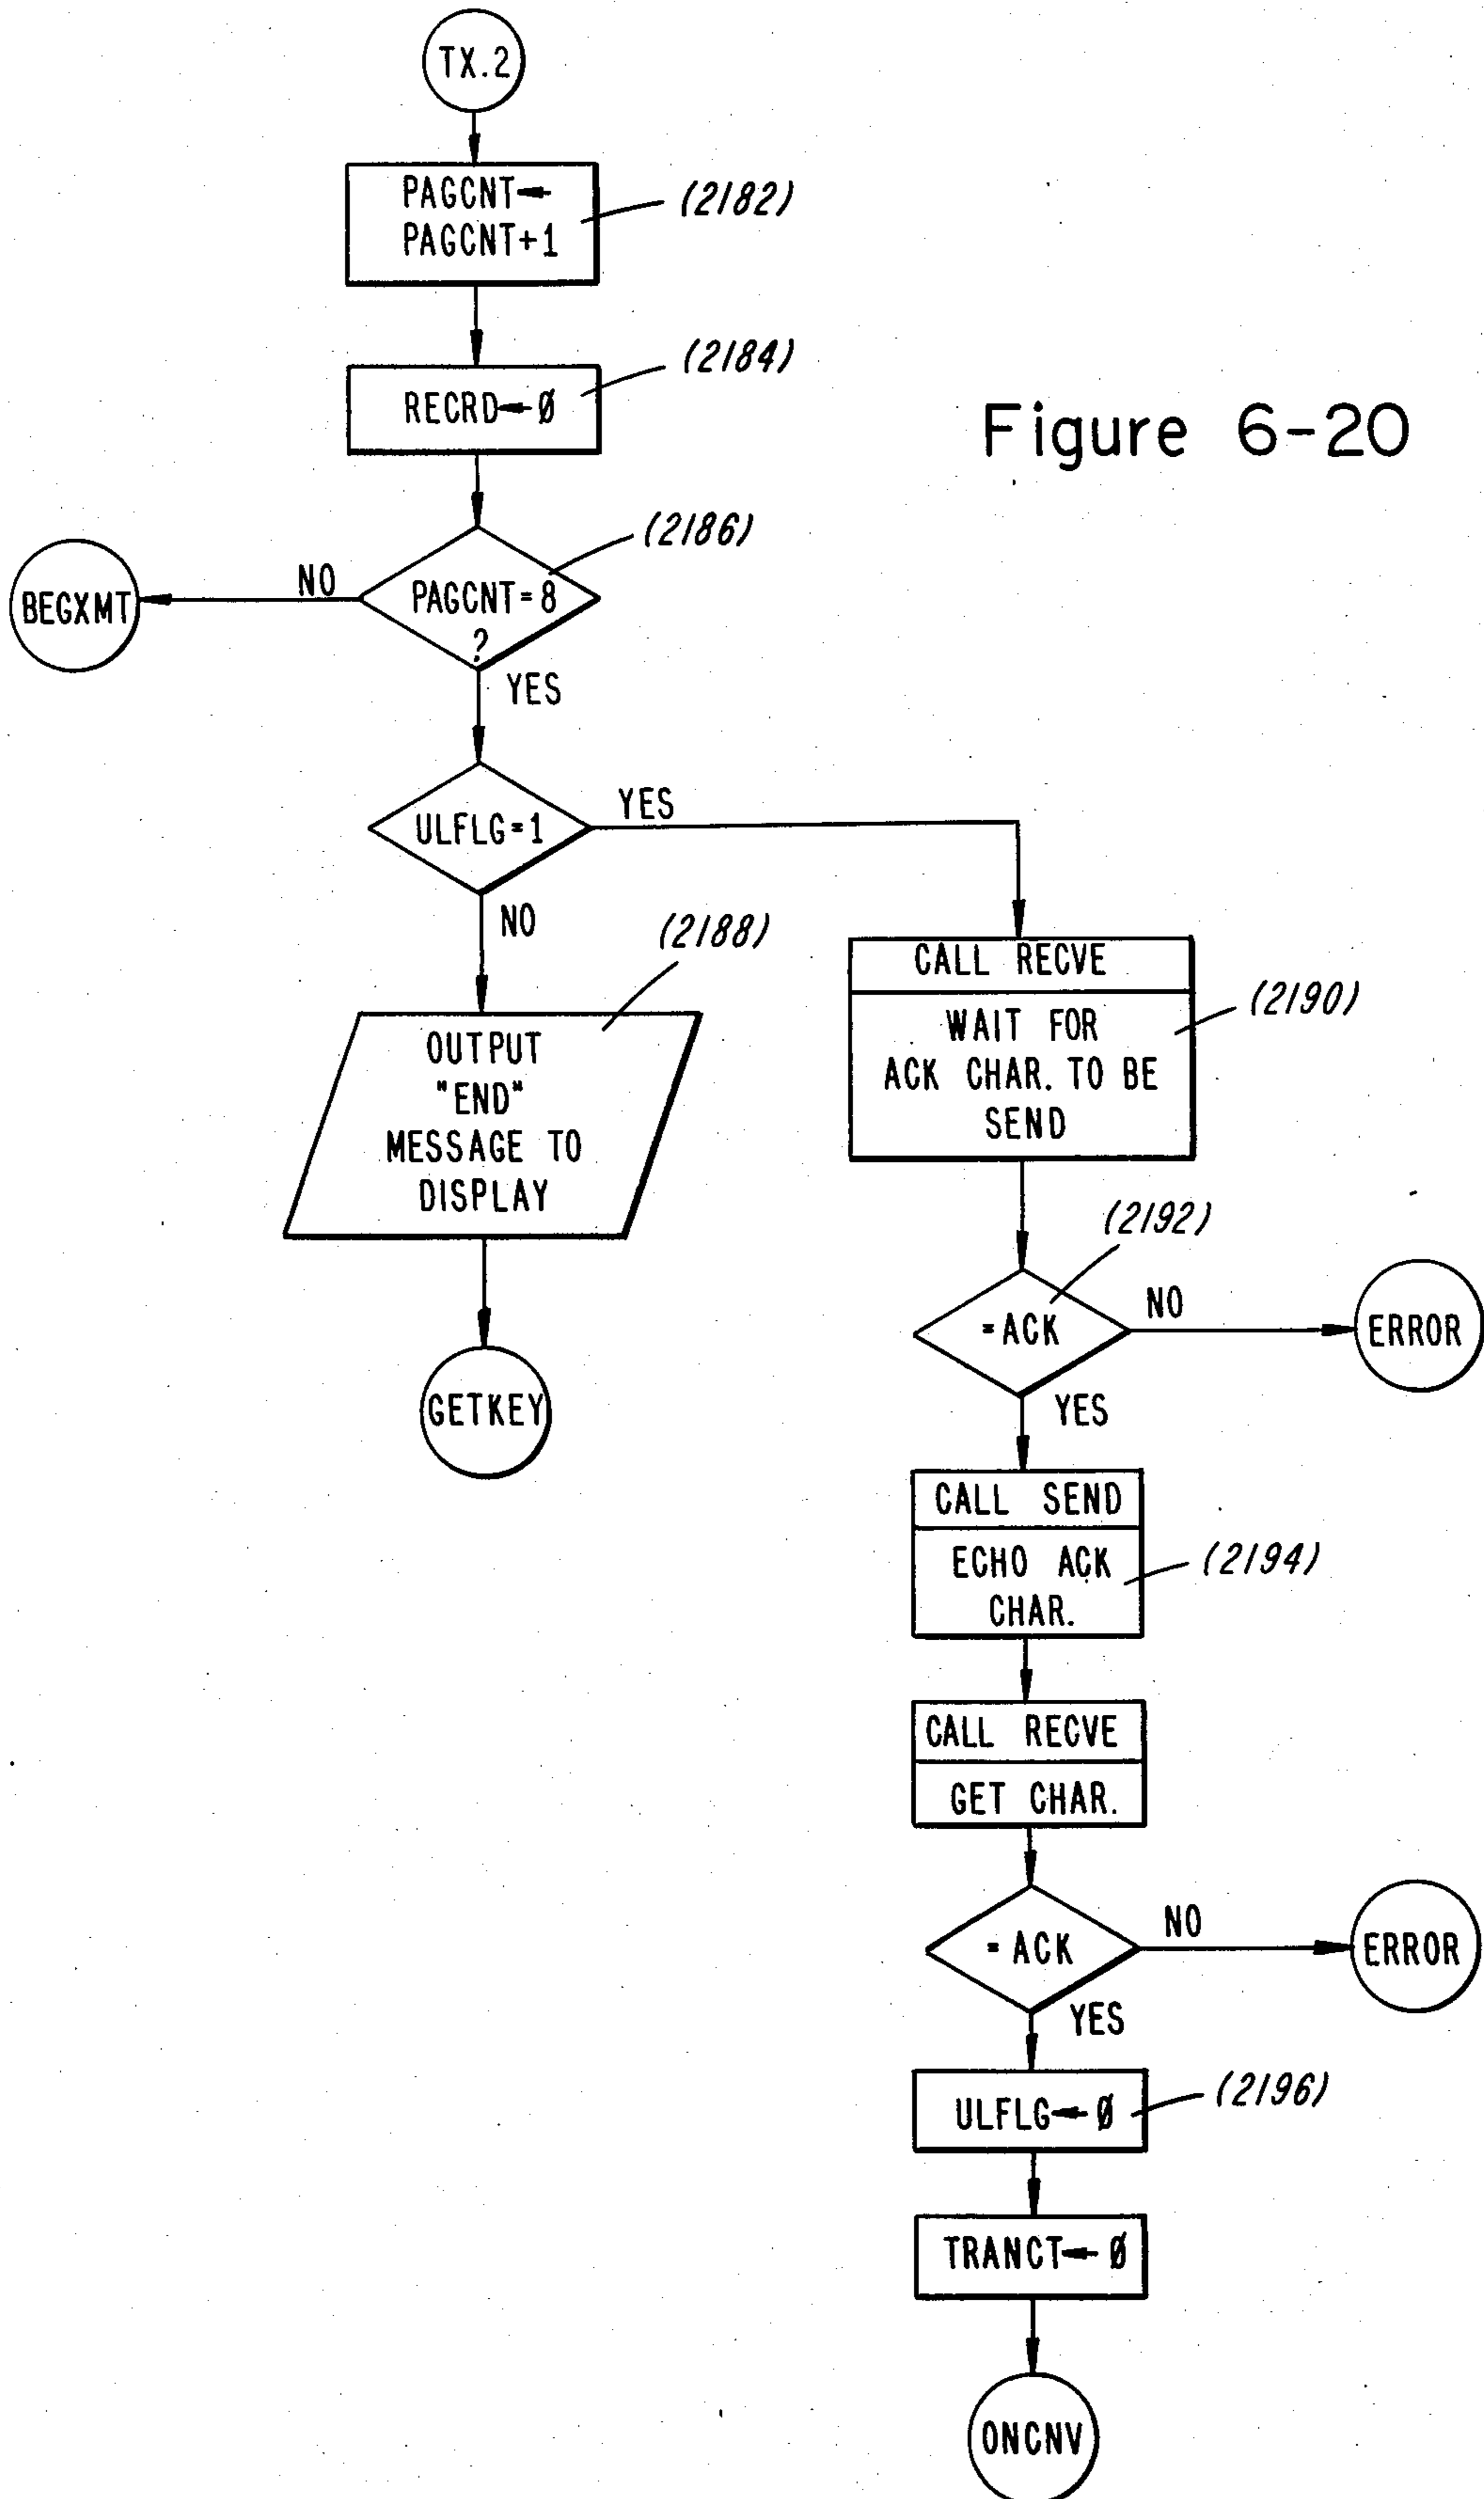 TX.2
PAGCNT←
PAGCNT+1
(2182)
RECRD←Ø
(2184)
Figure 6-20
(2186)
PAGCNT=8
?
NO
BEGXMT
YES
ULFLG=1
YES
NO
(2188)
OUTPUT
"END"
MESSAGE TO
DISPLAY
GETKEY
CALL RECVE
WAIT FOR
ACK CHAR. TO BE
SEND
(2190)
(2192)
=ACK
NO
ERROR
YES
CALL SEND
ECHO ACK
CHAR.
(2194)
CALL RECVE
GET CHAR.
=ACK
NO
ERROR
YES
ULFLG←Ø
(2196)
TRANCT←Ø
ONCNV